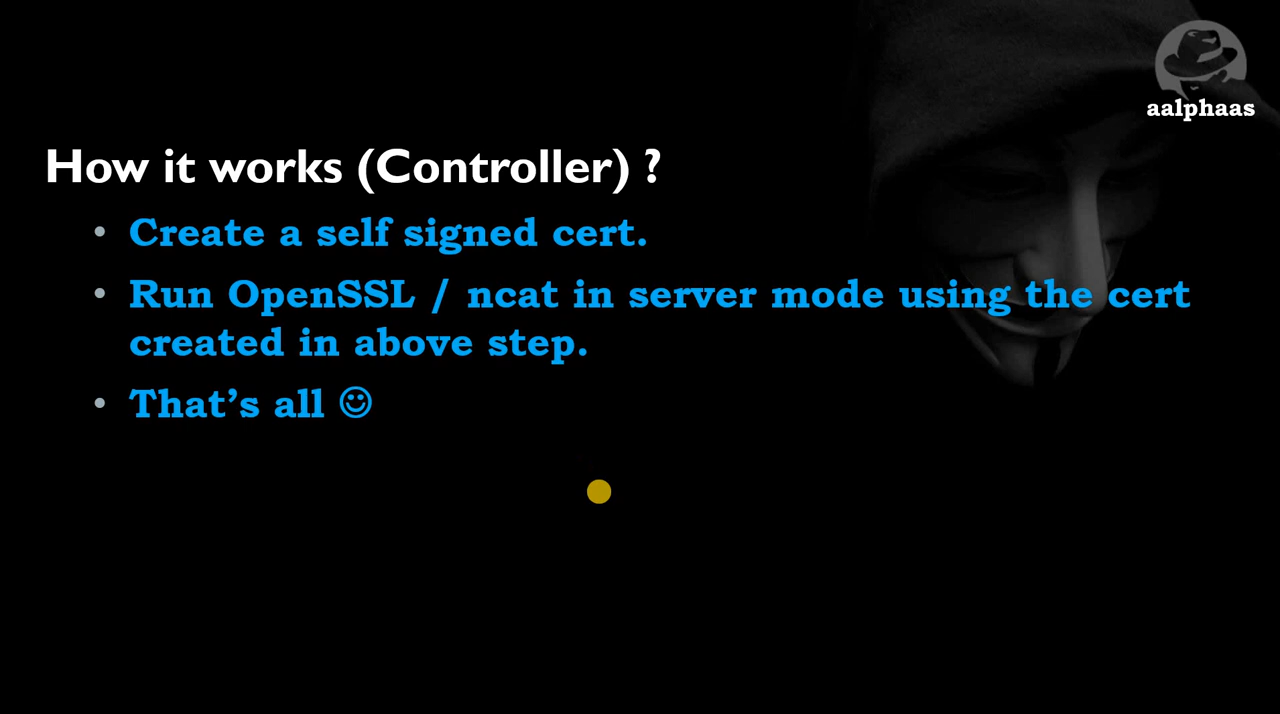 aalphaas
How it works (Controller) ?
• Create a self signed cert.
• Run OpenSSL / ncat in server mode using the cert
created in above step.
• That’s all ☺